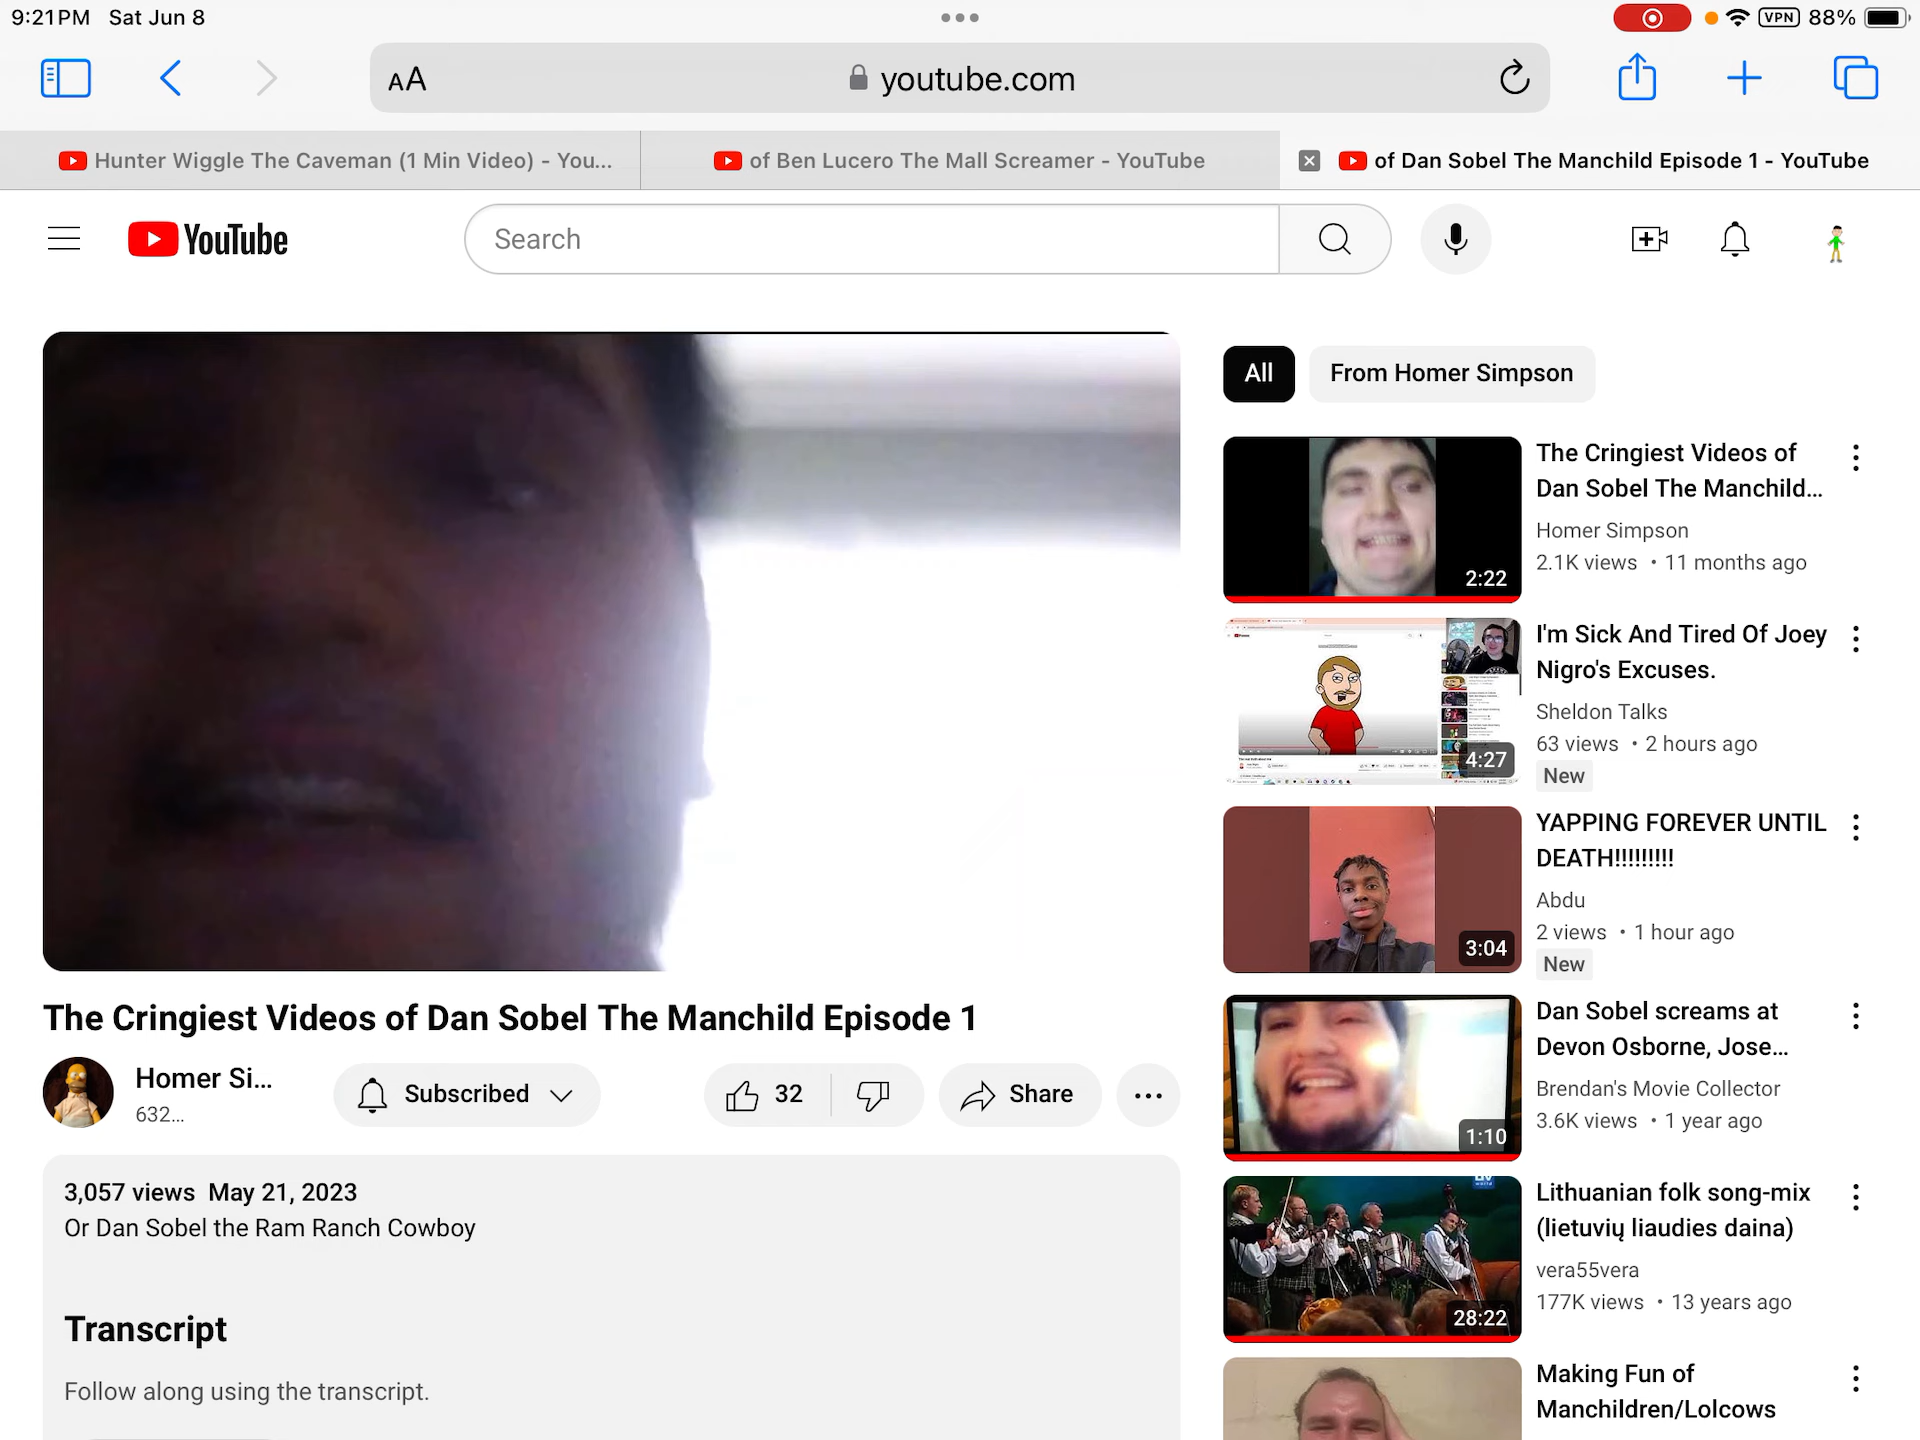 9:21 PM Sat Jun 8
VPN 88%
AA youtube.com
Hunter Wiggle The Caveman (1 Min Video) - You...
of Ben Lucero The Mall Screamer - YouTube
of Dan Sobel The Manchild Episode 1 - YouTube
YouTube
Search
All
From Homer Simpson
The Cringiest Videos of
Dan Sobel The Manchild...
Homer Simpson
2.1K views • 11 months ago
2:22
I'm Sick And Tired Of Joey
Nigro's Excuses.
Sheldon Talks
63 views • 2 hours ago
New
4:27
YAPPING FOREVER UNTIL
DEATH!!!!!!!!!
Abdu
2 views • 1 hour ago
New
3:04
Dan Sobel screams at
Devon Osborne, Jose...
Brendan's Movie Collector
3.6K views • 1 year ago
1:10
Lithuanian folk song-mix
(lietuvių liaudies daina)
vera55vera
177K views • 13 years ago
28:22
Making Fun of
Manchildren/Lolcows
The Cringiest Videos of Dan Sobel The Manchild Episode 1
Homer Si...
632...
Subscribed
32
Share
3,057 views May 21, 2023
Or Dan Sobel the Ram Ranch Cowboy
Transcript
Follow along using the transcript.